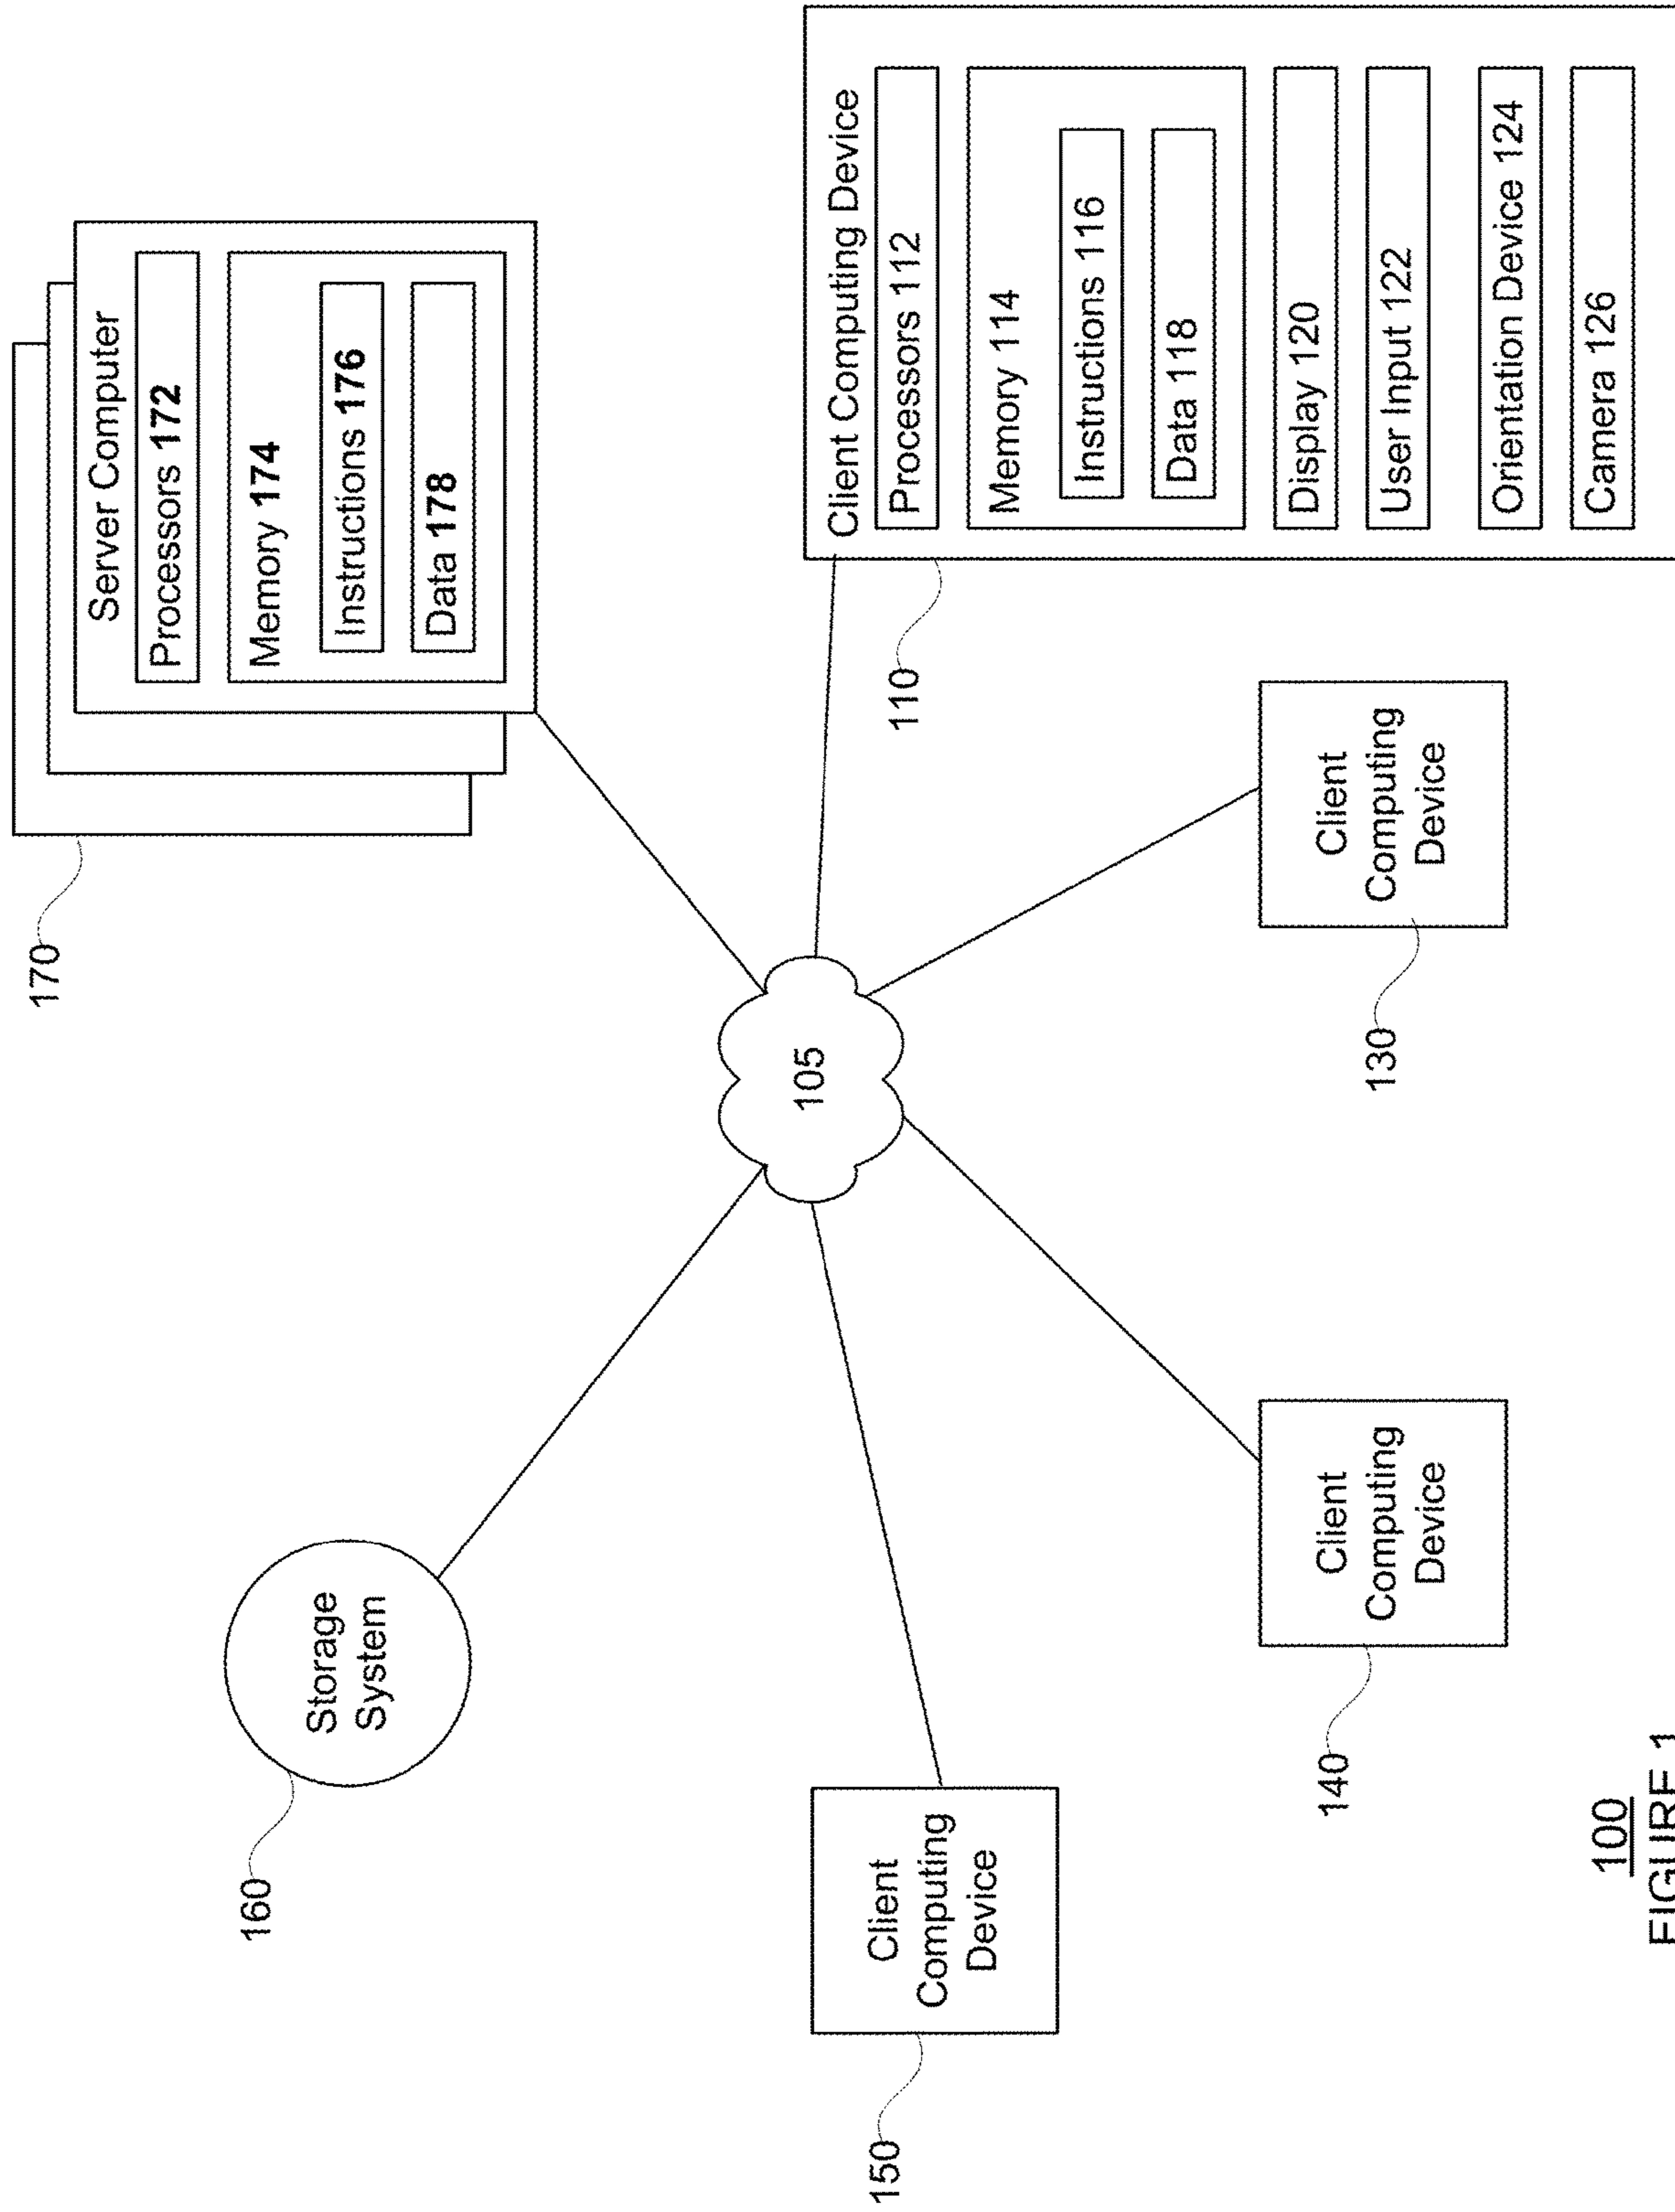 170
Server Computer
Processors 172
Memory 174
Instructions 176
Data 178
160
Storage
System
105
110
Client Computing Device
Processors 112
Memory 114
Instructions 116
Data 118
Display 120
User Input 122
Orientation Device 124
Camera 126
150
Client
Computing
Device
140
Client
Computing
Device
130
Client
Computing
Device
100
FIGURE 1